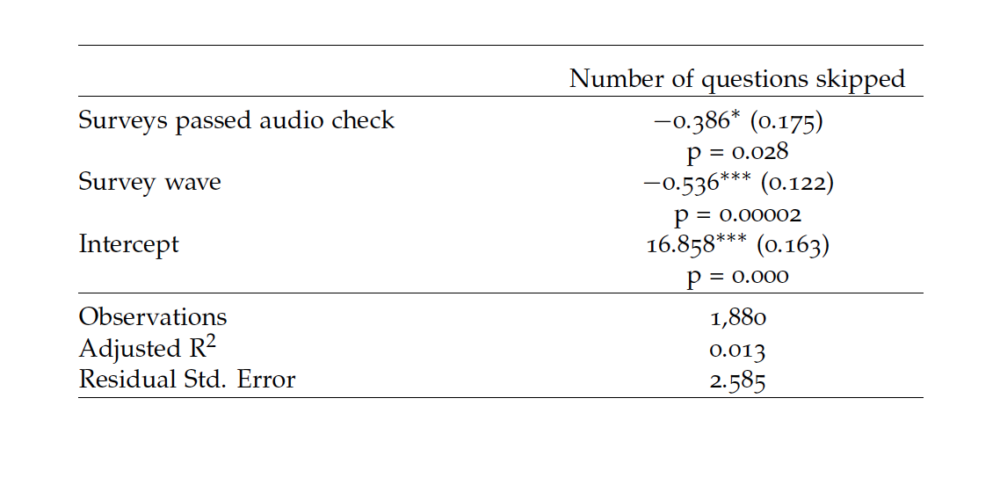 Number of questions skipped
Surveys passed audio check −0.386* (0.175)
p = 0.028
Survey wave −0.536*** (0.122)
p = 0.00002
Intercept 16.858*** (0.163)
p = 0.000
Observations 1,880
Adjusted R² 0.013
Residual Std. Error 2.585